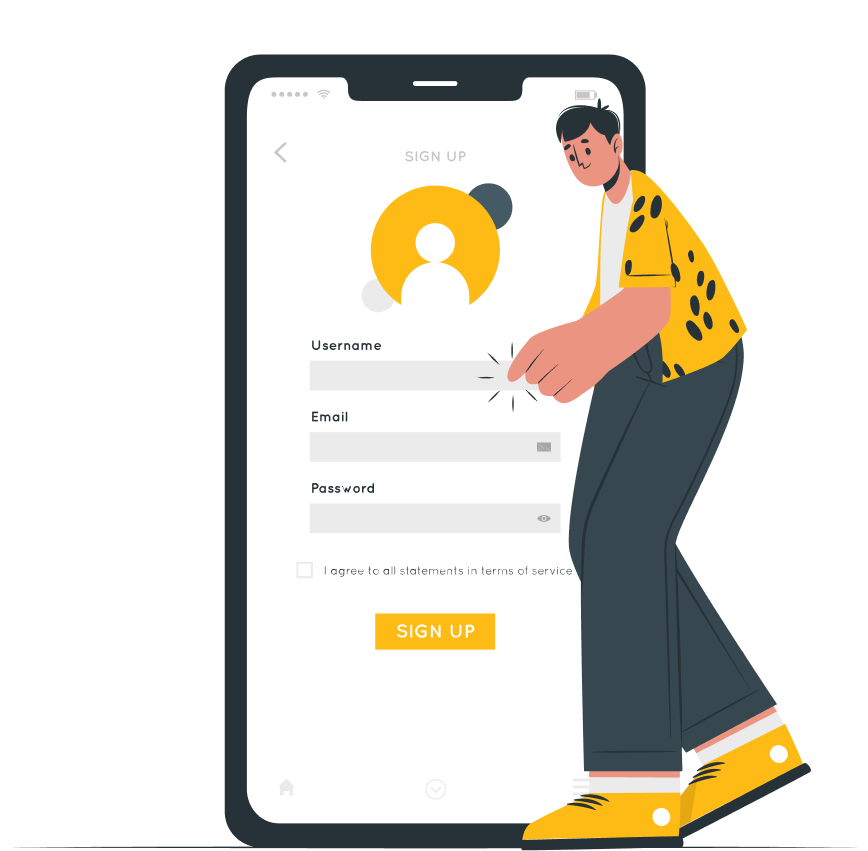 SIGN UP
Username
Email
Password
I agree to all statements in terms of service
SIGN UP